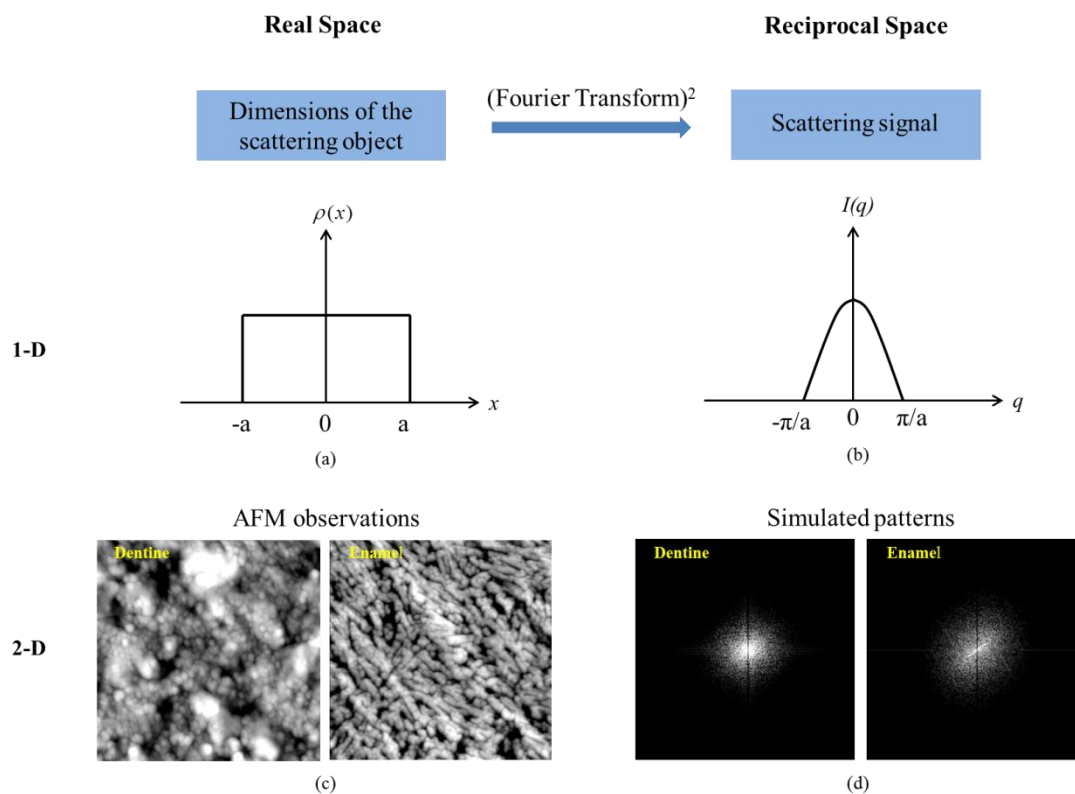 Real Space
Reciprocal Space
Dimensions of the
scattering object
(Fourier Transform)²
Scattering signal
ρ(x)
I(q)
1-D
x
q
-a
0
a
-π/a
0
π/a
(a)
(b)
AFM observations
Simulated patterns
Dentine
Enamel
Dentine
Enamel
2-D
(c)
(d)